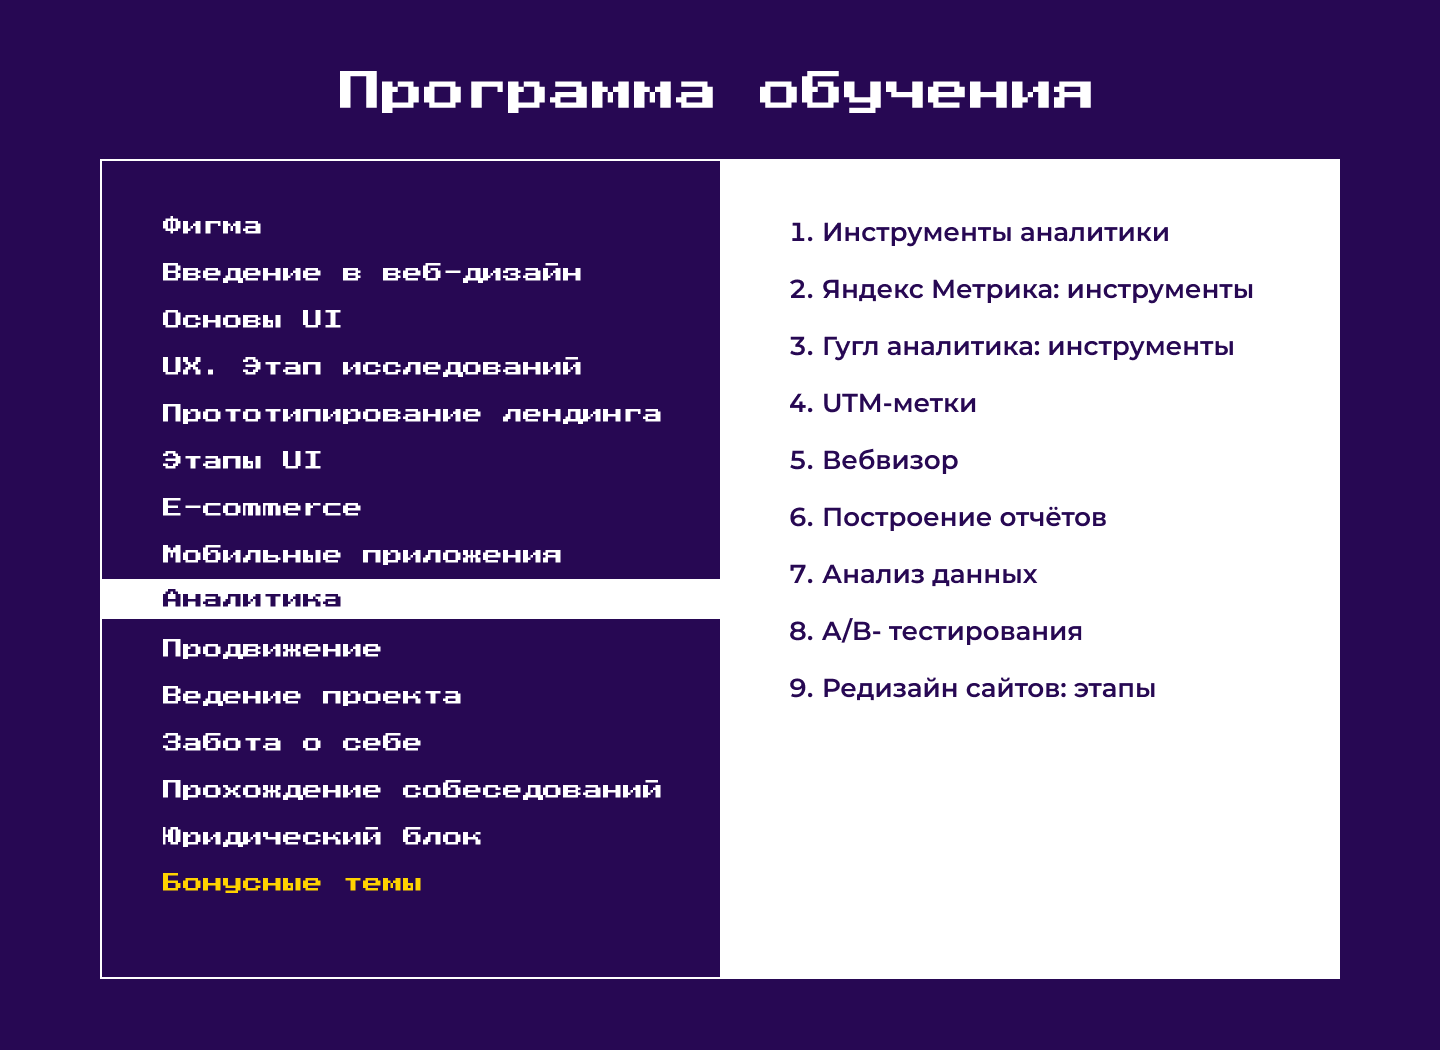 Программа обучения
Фигма
Введение в веб-дизайн
Основы UI
UX. Этап исследований
Прототипирование лендинга
Этапы UI
E-commerce
Мобильные приложения
Аналитика
Продвижение
Ведение проекта
Забота о себе
Прохождение собеседований
Юридический блок
Бонусные темы
1. Инструменты аналитики
2. Яндекс Метрика: инструменты
3. Гугл аналитика: инструменты
4. UTM-метки
5. Вебвизор
6. Построение отчётов
7. Анализ данных
8. A/B- тестирования
9. Редизайн сайтов: этапы